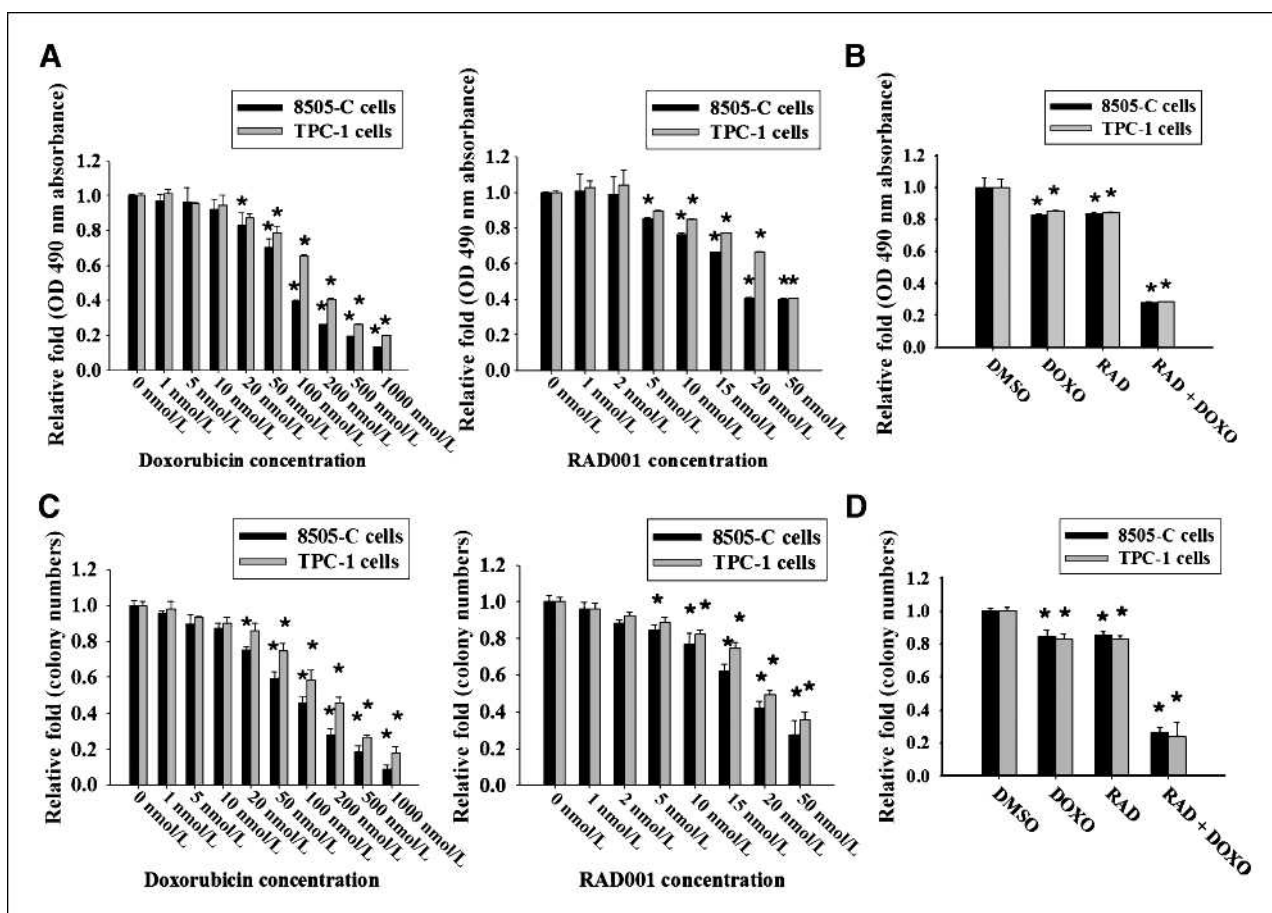 A
Relative fold (OD 490 nm absorbance)
8505-C cells
TPC-1 cells
1.2
1.0
0.8
0.6
0.4
0.2
0.0
* * * * * * * * * * *
0 nmol/L
1 nmol/L
5 nmol/L
10 nmol/L
20 nmol/L
50 nmol/L
100 nmol/L
200 nmol/L
500 nmol/L
1000 nmol/L
Doxorubicin concentration
Relative fold (OD 490 nm absorbance)
8505-C cells
TPC-1 cells
1.2
1.0
0.8
0.6
0.4
0.2
0.0
* * * * * * * * *
0 nmol/L
1 nmol/L
2 nmol/L
5 nmol/L
10 nmol/L
15 nmol/L
20 nmol/L
50 nmol/L
RAD001 concentration
B
Relative fold (OD 490 nm absorbance)
8505-C cells
TPC-1 cells
1.2
1.0
0.8
0.6
0.4
0.2
0.0
* * * * * *
DMSO
DOXO
RAD
RAD + DOXO
C
Relative fold (colony numbers)
8505-C cells
TPC-1 cells
1.2
1.0
0.8
0.6
0.4
0.2
0.0
* * * * * * * * * * *
0 nmol/L
1 nmol/L
5 nmol/L
10 nmol/L
20 nmol/L
50 nmol/L
100 nmol/L
200 nmol/L
500 nmol/L
1000 nmol/L
Doxorubicin concentration
Relative fold (colony numbers)
8505-C cells
TPC-1 cells
1.2
1.0
0.8
0.6
0.4
0.2
0.0
* * * * * * * * *
0 nmol/L
1 nmol/L
2 nmol/L
5 nmol/L
10 nmol/L
15 nmol/L
20 nmol/L
50 nmol/L
RAD001 concentration
D
Relative fold (colony numbers)
8505-C cells
TPC-1 cells
1.2
1.0
0.8
0.6
0.4
0.2
0.0
* * * * * *
DMSO
DOXO
RAD
RAD + DOXO